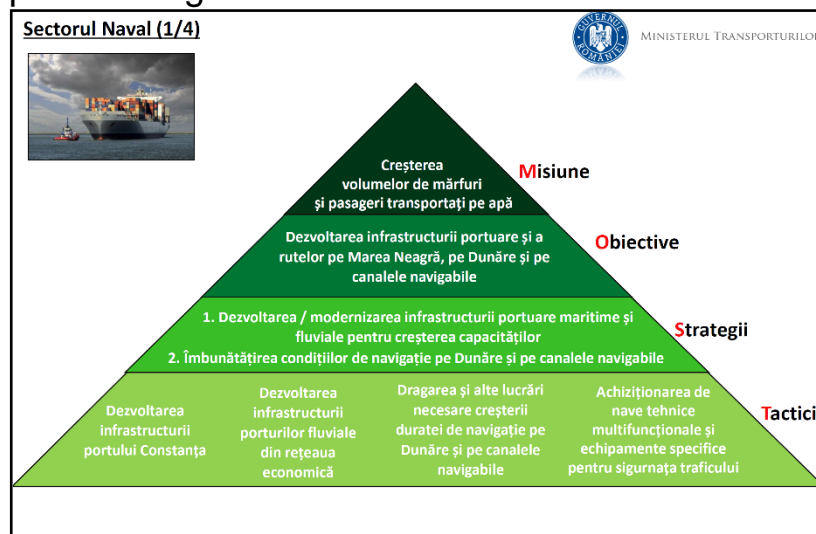 Sectorul Naval (1/4)
GUVERNUL ROMÂNIEI
MINISTERUL TRANSPORTURILOR
Creșterea
volumelor de mărfuri
și pasageri transportați pe apă
Misiune
Dezvoltarea infrastructurii portuare și a
rutelor pe Marea Neagră, pe Dunăre și pe
canalele navigabile
Obiective
1. Dezvoltarea / modernizarea infrastructurii portuare maritime și
fluviale pentru creșterea capacităților
2. Îmbunătățirea condițiilor de navigație pe Dunăre și pe canalele navigabile
Strategii
Dezvoltarea
infrastructurii
portului Constanța
Dezvoltarea
infrastructurii
porturilor fluviale
din rețeaua
economică
Dragarea și alte lucrări
necesare creșterii
duratei de navigație pe
Dunăre și pe canalele
navigabile
Achiziționarea de
nave tehnice
multifuncționale și
echipamente specifice
pentru sigurnața traficului
Tactici